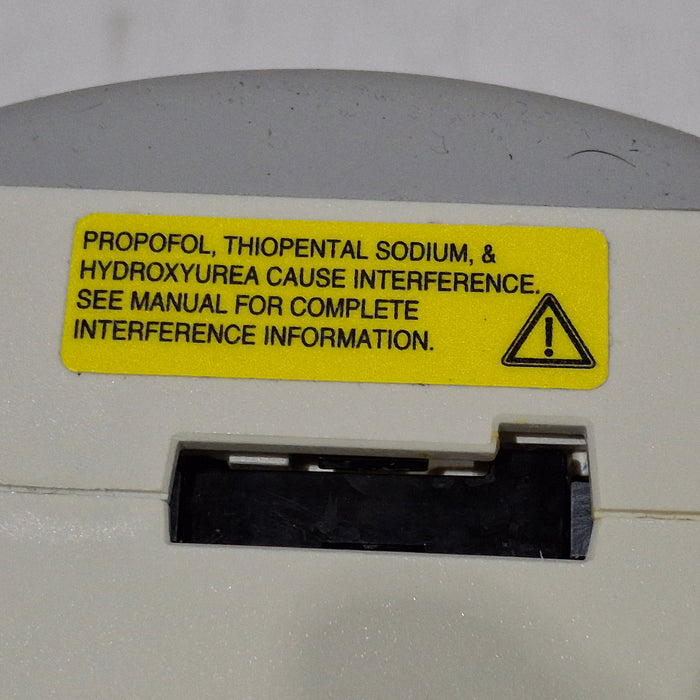 PROPOFOL, THIOPENTAL SODIUM, &
HYDROXYUREA CAUSE INTERFERENCE.
SEE MANUAL FOR COMPLETE
INTERFERENCE INFORMATION.